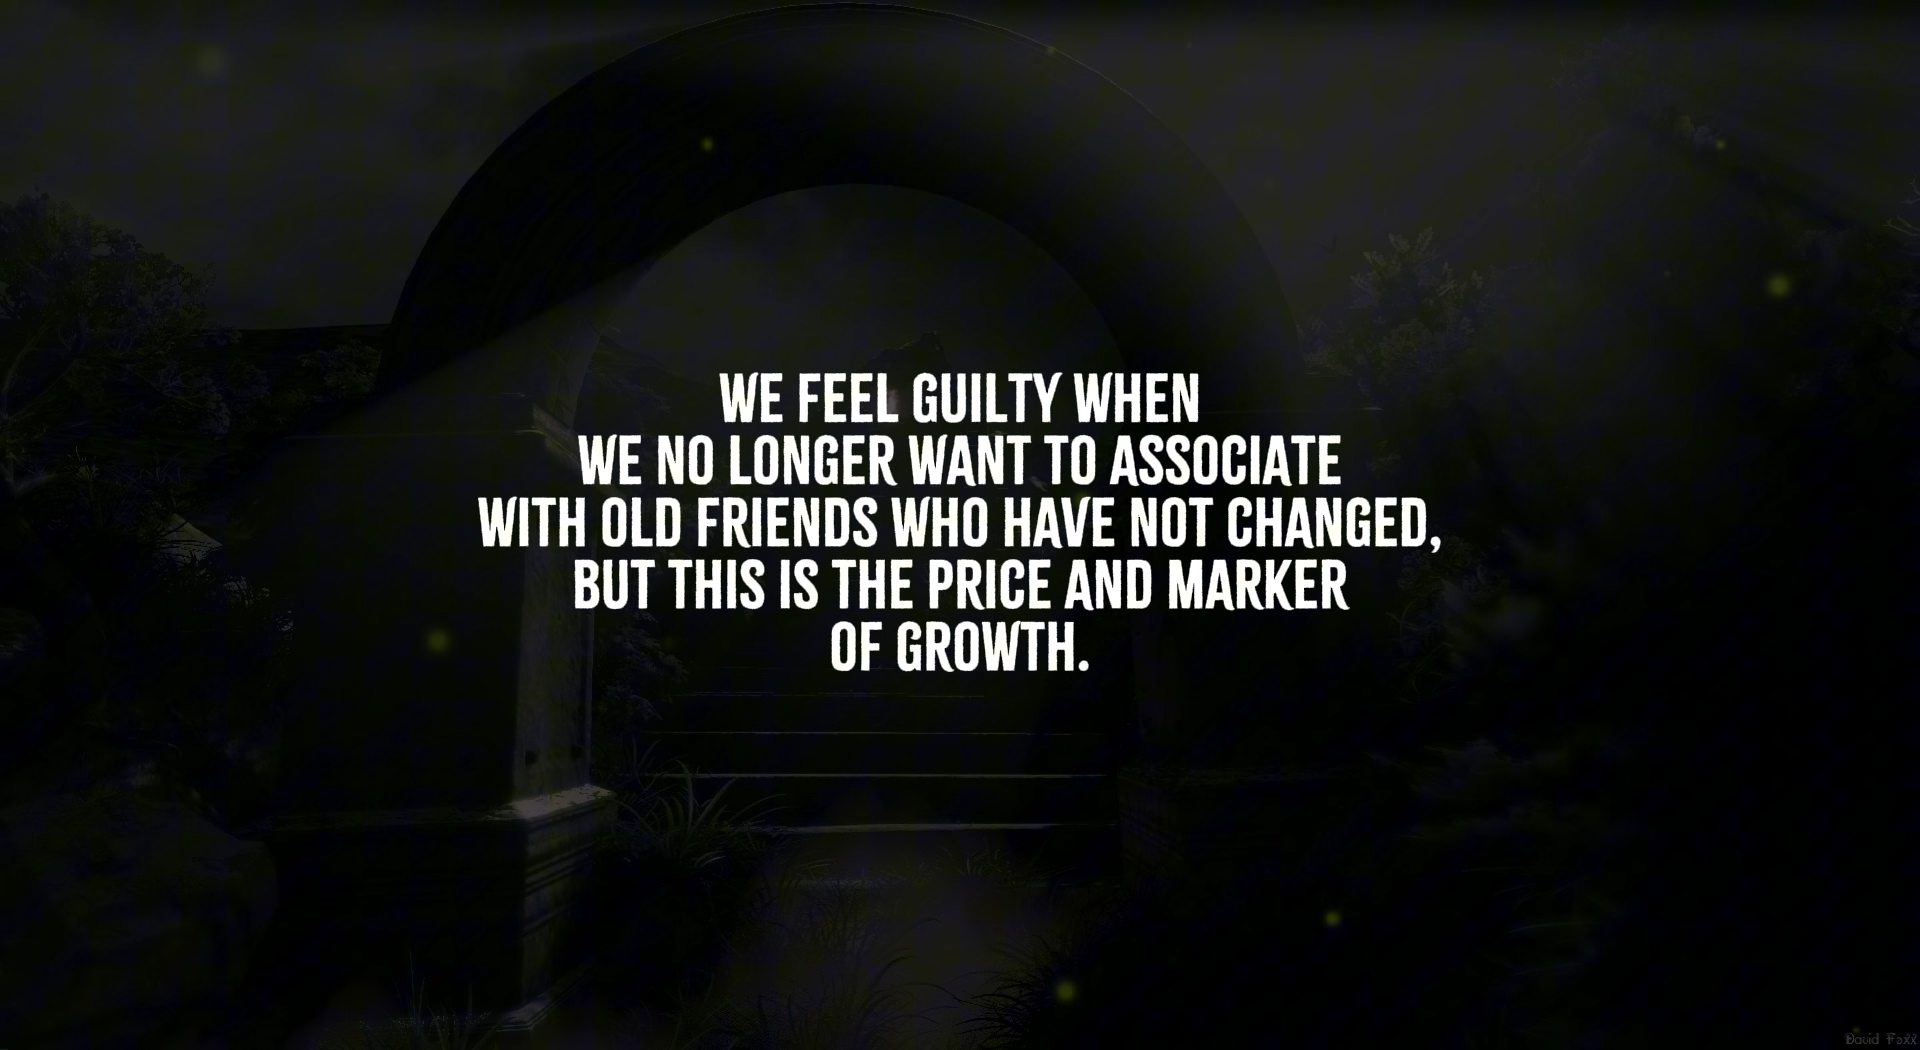 WE FEEL GUILTY WHEN
WE NO LONGER WANT TO ASSOCIATE
WITH OLD FRIENDS WHO HAVE NOT CHANGED,
BUT THIS IS THE PRICE AND MARKER
OF GROWTH.
David Foxx